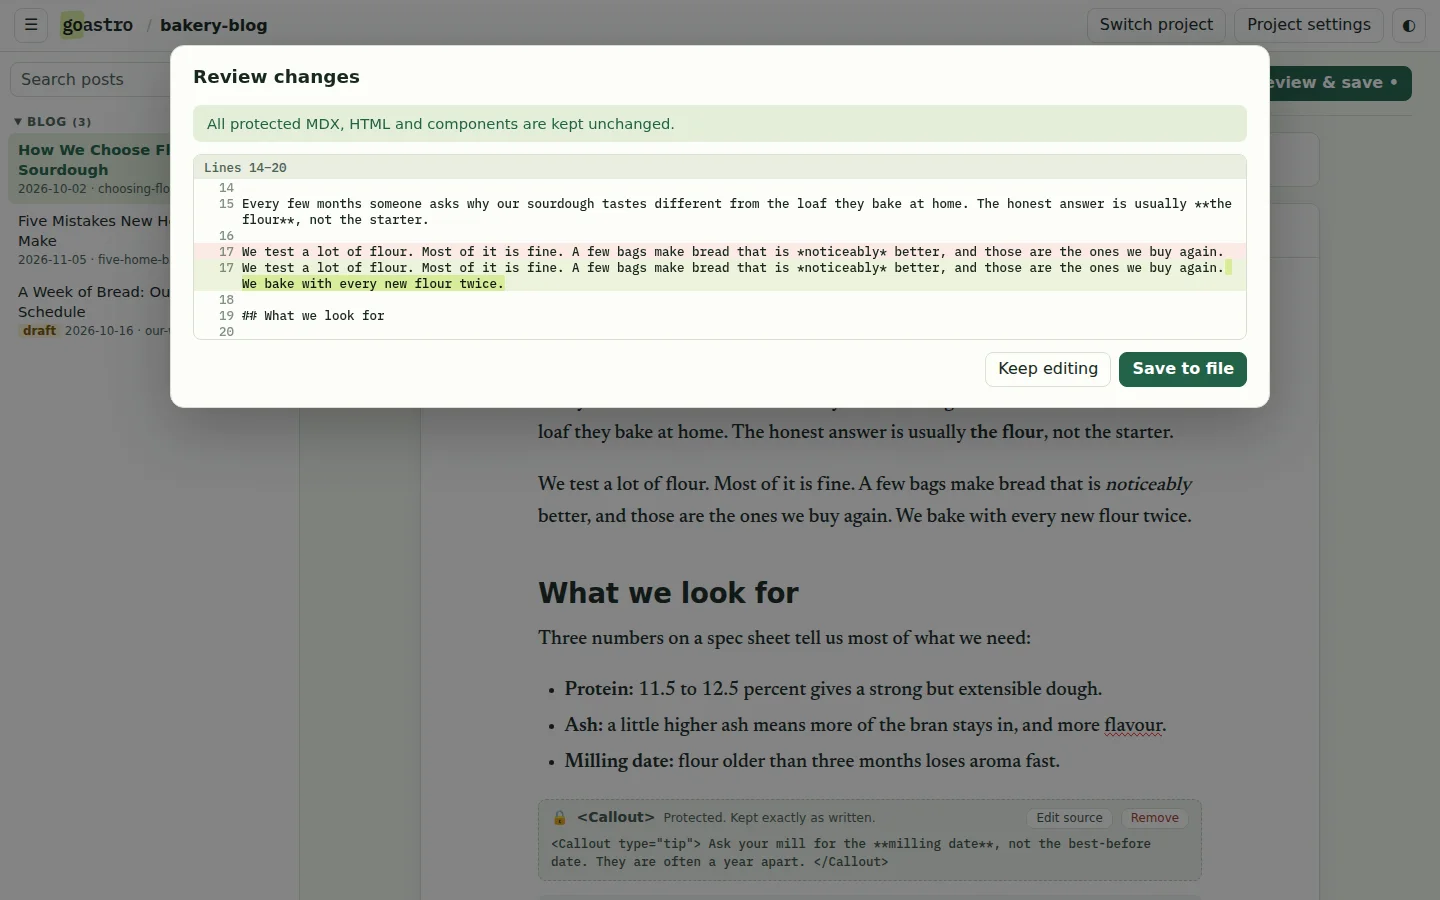 ☰ goastro / bakery-blog Switch project Project settings
Search posts
eview & save •
▼ BLOG (3)
How We Choose Fl
Sourdough
2026-10-02 · choosing-flo
Five Mistakes New H
Make
2026-11-05 · five-home-b
A Week of Bread: Ou
Schedule
draft 2026-10-16 · our-
Review changes
All protected MDX, HTML and components are kept unchanged.
Lines 14–20
14
15 Every few months someone asks why our sourdough tastes different from the loaf they bake at home. The honest answer is usually **the
flour**, not the starter.
16
17 We test a lot of flour. Most of it is fine. A few bags make bread that is *noticeably* better, and those are the ones we buy again.
17 We test a lot of flour. Most of it is fine. A few bags make bread that is *noticeably* better, and those are the ones we buy again.
We bake with every new flour twice.
18
19 ## What we look for
20
Keep editing Save to file
loaf they bake at home. The honest answer is usually the flour, not the starter.
We test a lot of flour. Most of it is fine. A few bags make bread that is noticeably
better, and those are the ones we buy again. We bake with every new flour twice.
What we look for
Three numbers on a spec sheet tell us most of what we need:
• Protein: 11.5 to 12.5 percent gives a strong but extensible dough.
• Ash: a little higher ash means more of the bran stays in, and more flavour.
• Milling date: flour older than three months loses aroma fast.
<Callout> Protected. Kept exactly as written. Edit source Remove
<Callout type="tip"> Ask your mill for the **milling date**, not the best-before
date. They are often a year apart. </Callout>